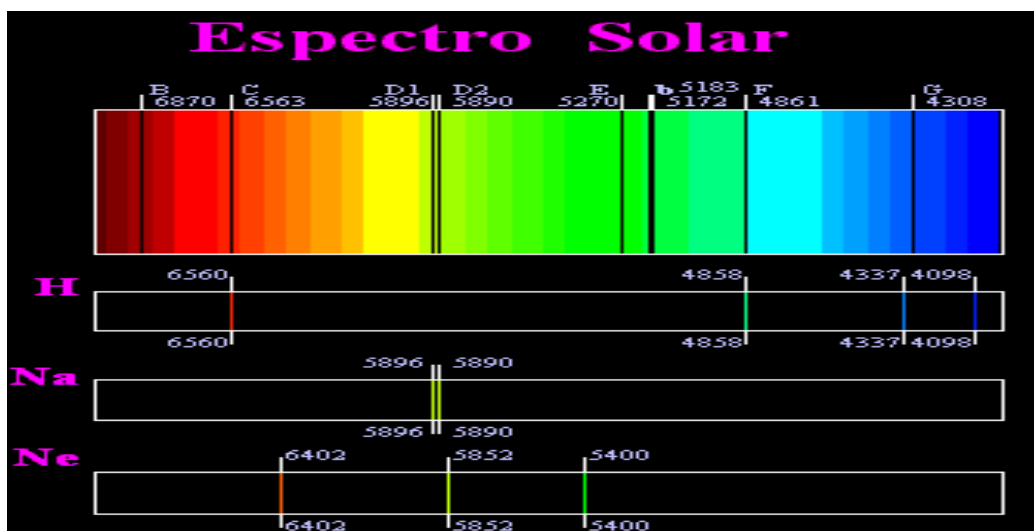 Espectro Solar
B C D1 D2 E b 5183 F G
6870 6563 5896 5890 5270 5172 4861 4308
6560 4858 4337 4098
H
6560 4858 4337 4098
5896 5890
Na
5896 5890
Ne
6402 5852 5400
6402 5852 5400